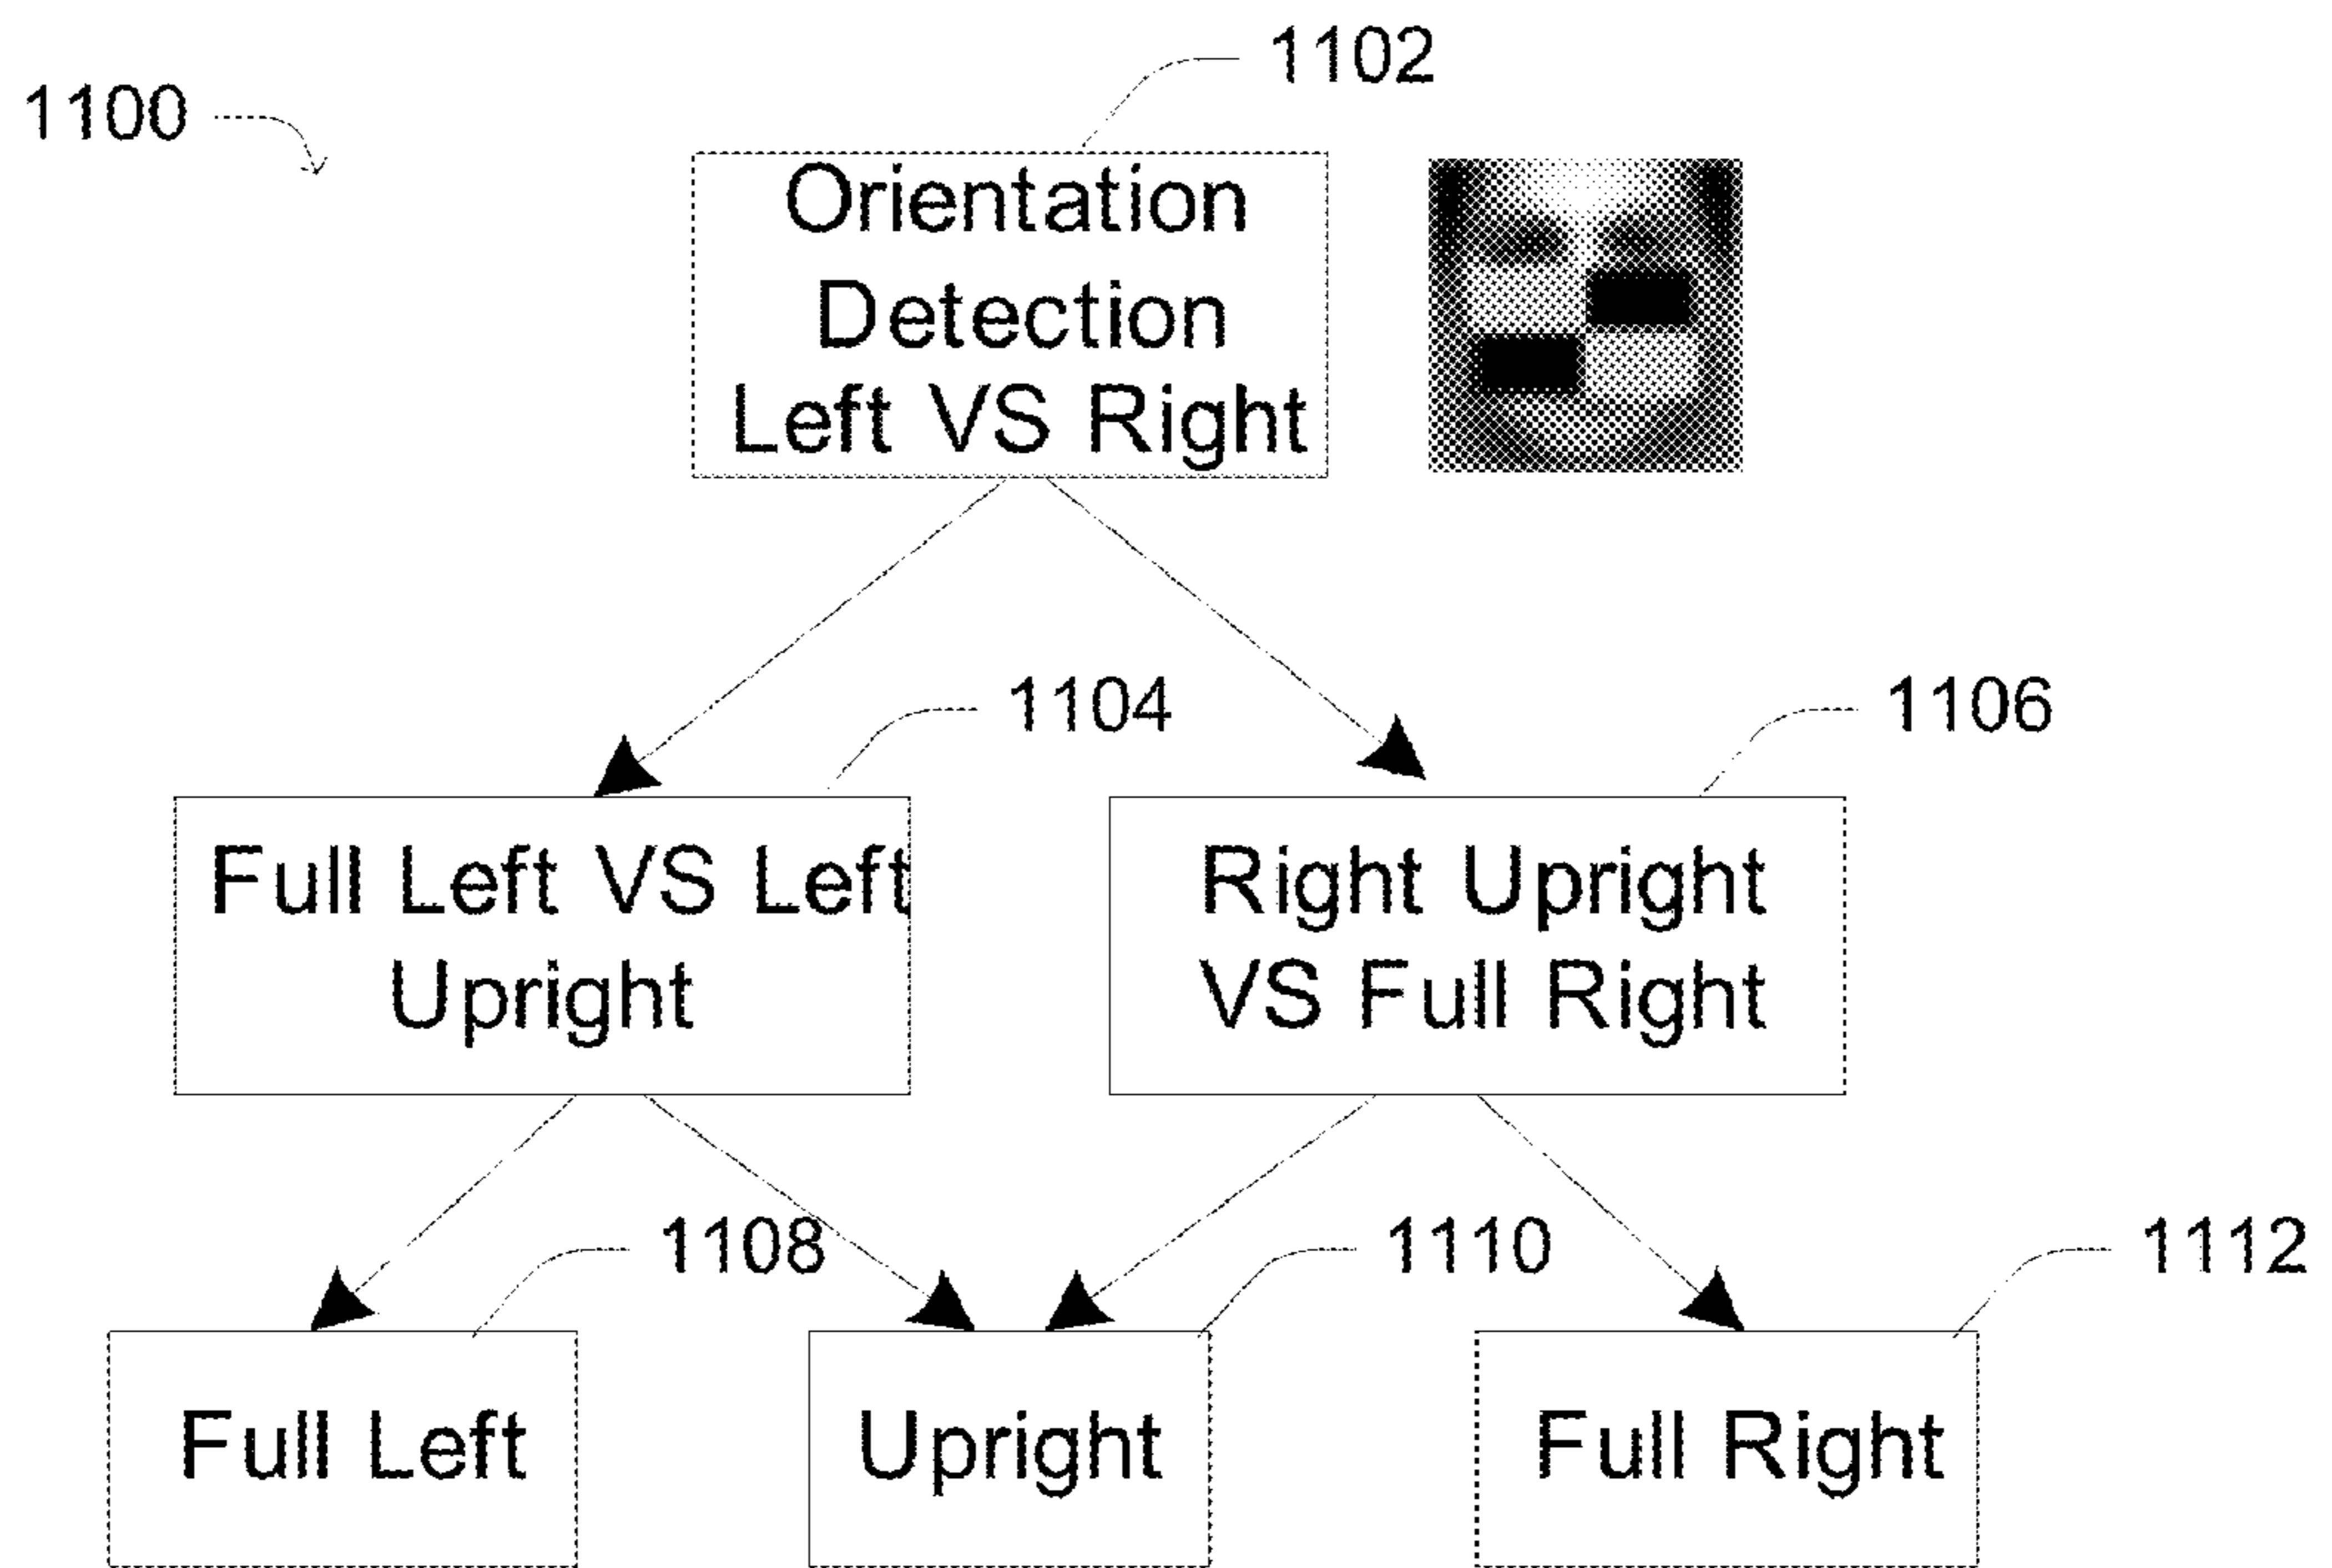 1102
1100
Orientation
Detection
Left VS Right
1104
1106
Full Left VS Left
Upright
Right Upright
VS Full Right
1108
1110
1112
Full Left
Upright
Full Right